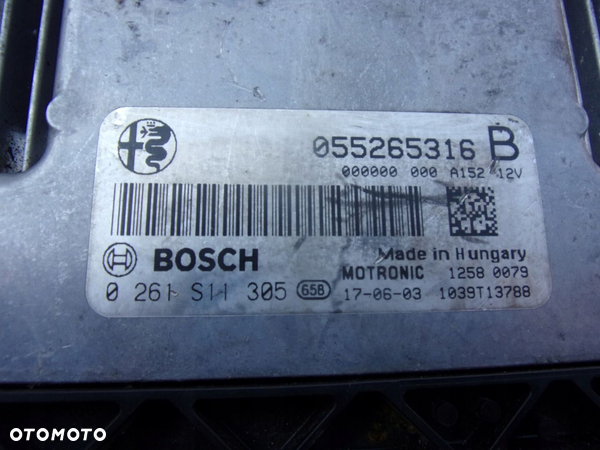 055265316 B
000000 000 A152 12V
BOSCH
Made in Hungary
MOTRONIC 1258 0079
0 261 S11 305 65B 17-06-03 1039T13788
OTOMOTO